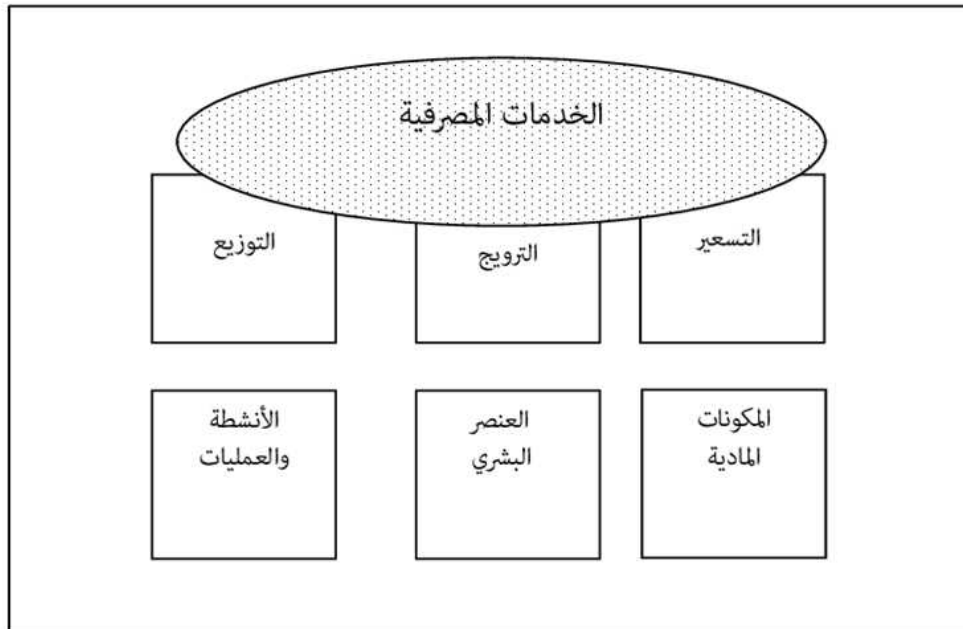 الخدمات المصرفية
التسعير
الترويج
التوزيع
المكونات
المادية
العنصر
البشري
الأنشطة
والعمليات